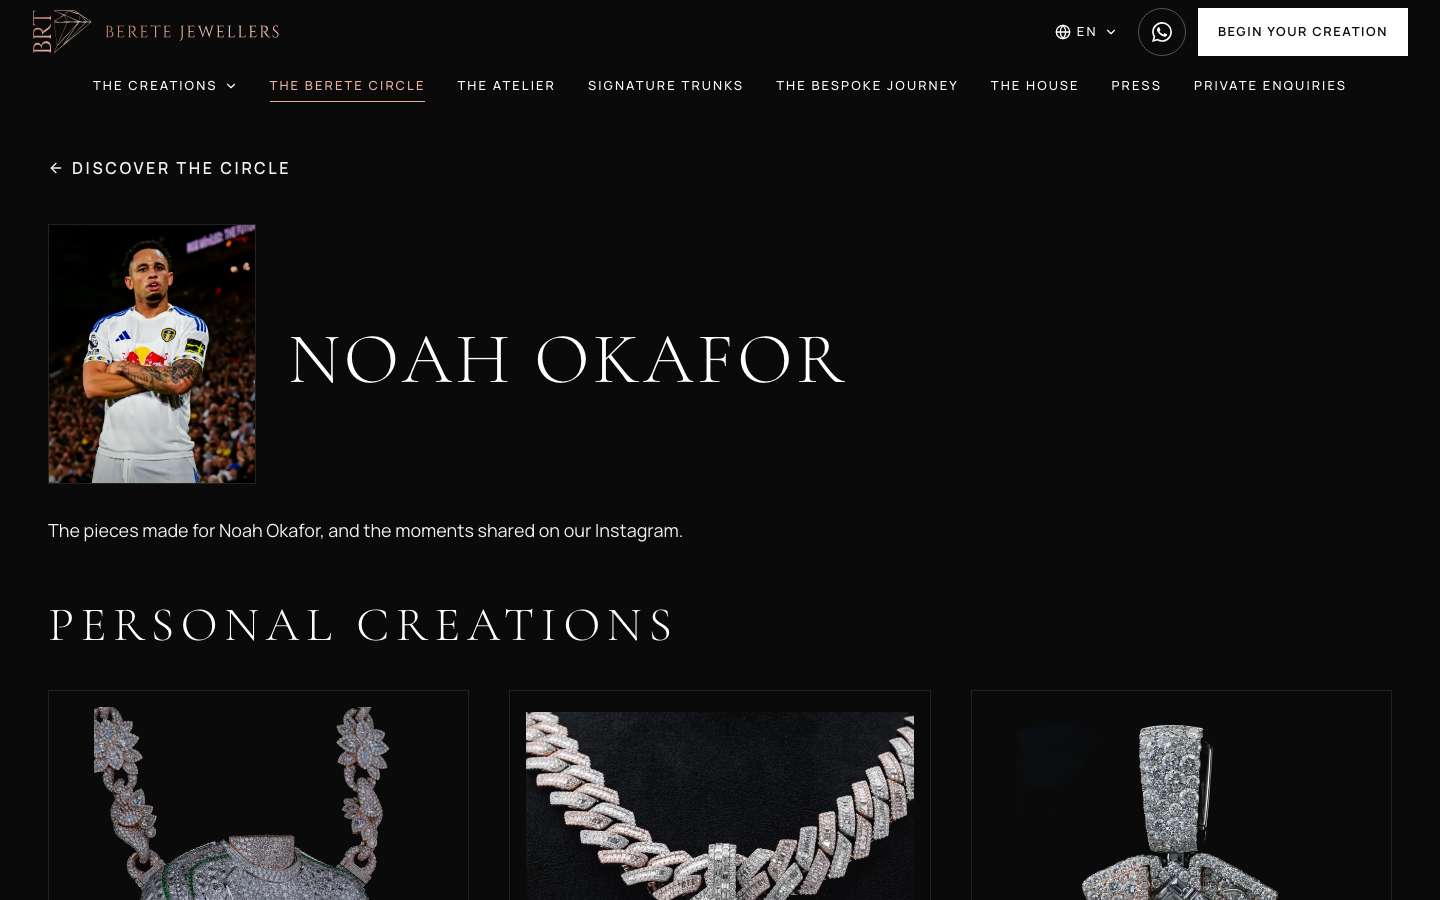 BRT
BERETE JEWELLERS
EN
BEGIN YOUR CREATION
THE CREATIONS
THE BERETE CIRCLE
THE ATELIER
SIGNATURE TRUNKS
THE BESPOKE JOURNEY
THE HOUSE
PRESS
PRIVATE ENQUIRIES
← DISCOVER THE CIRCLE
NOAH OKAFOR
The pieces made for Noah Okafor, and the moments shared on our Instagram.
PERSONAL CREATIONS